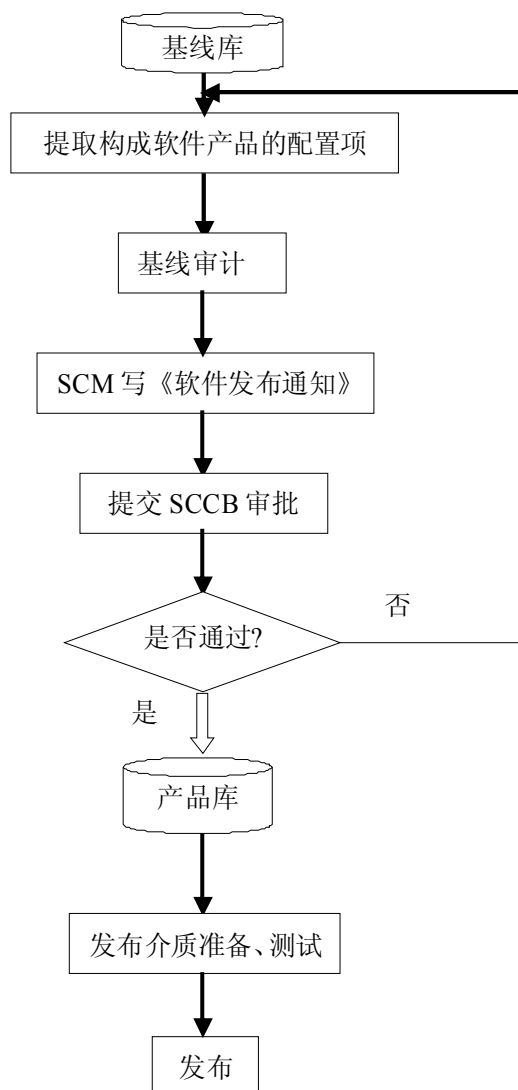 基线库
提取构成软件产品的配置项
基线审计
SCM 写《软件发布通知》
提交 SCCB 审批
否
是否通过?
是
产品库
发布介质准备、测试
发布